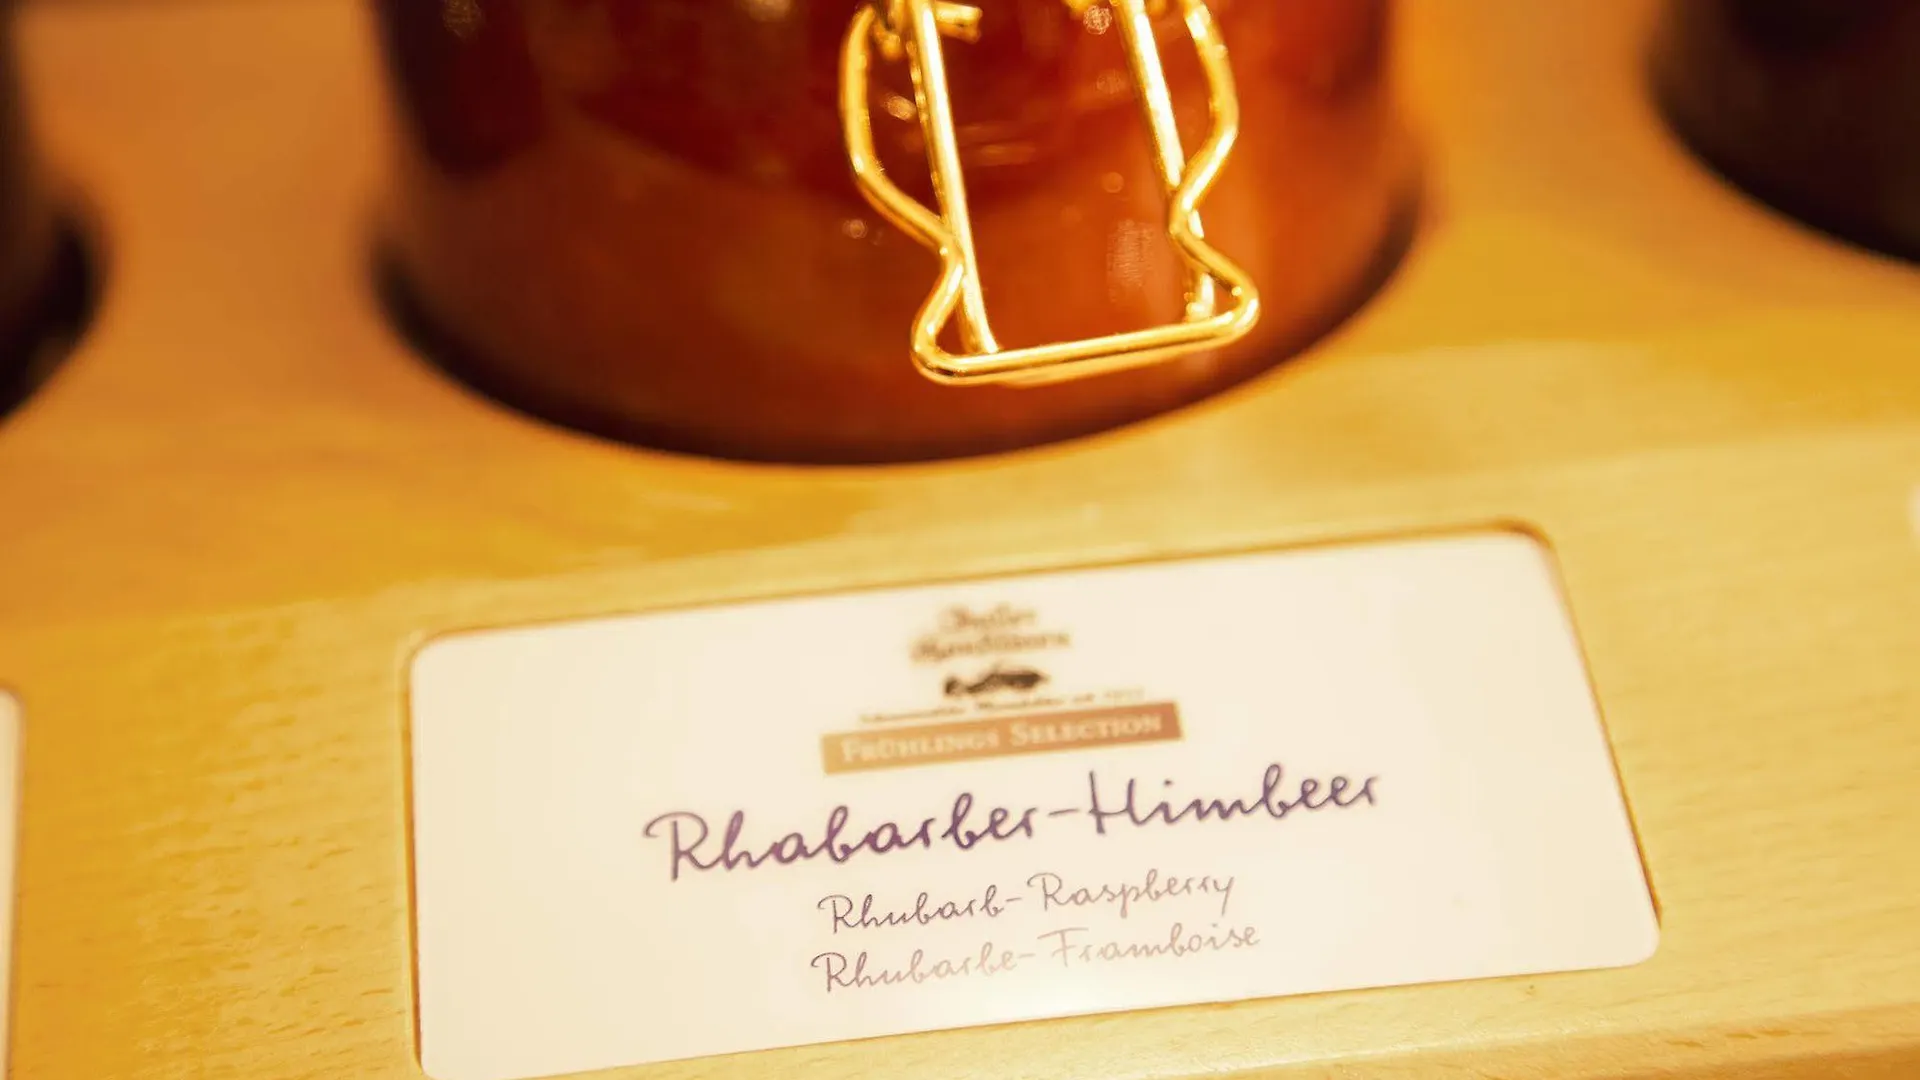 FRÜHLINGS SELECTION
Rhabarber-Himbeer
Rhubarb-Raspberry
Rhubarbe-Framboise